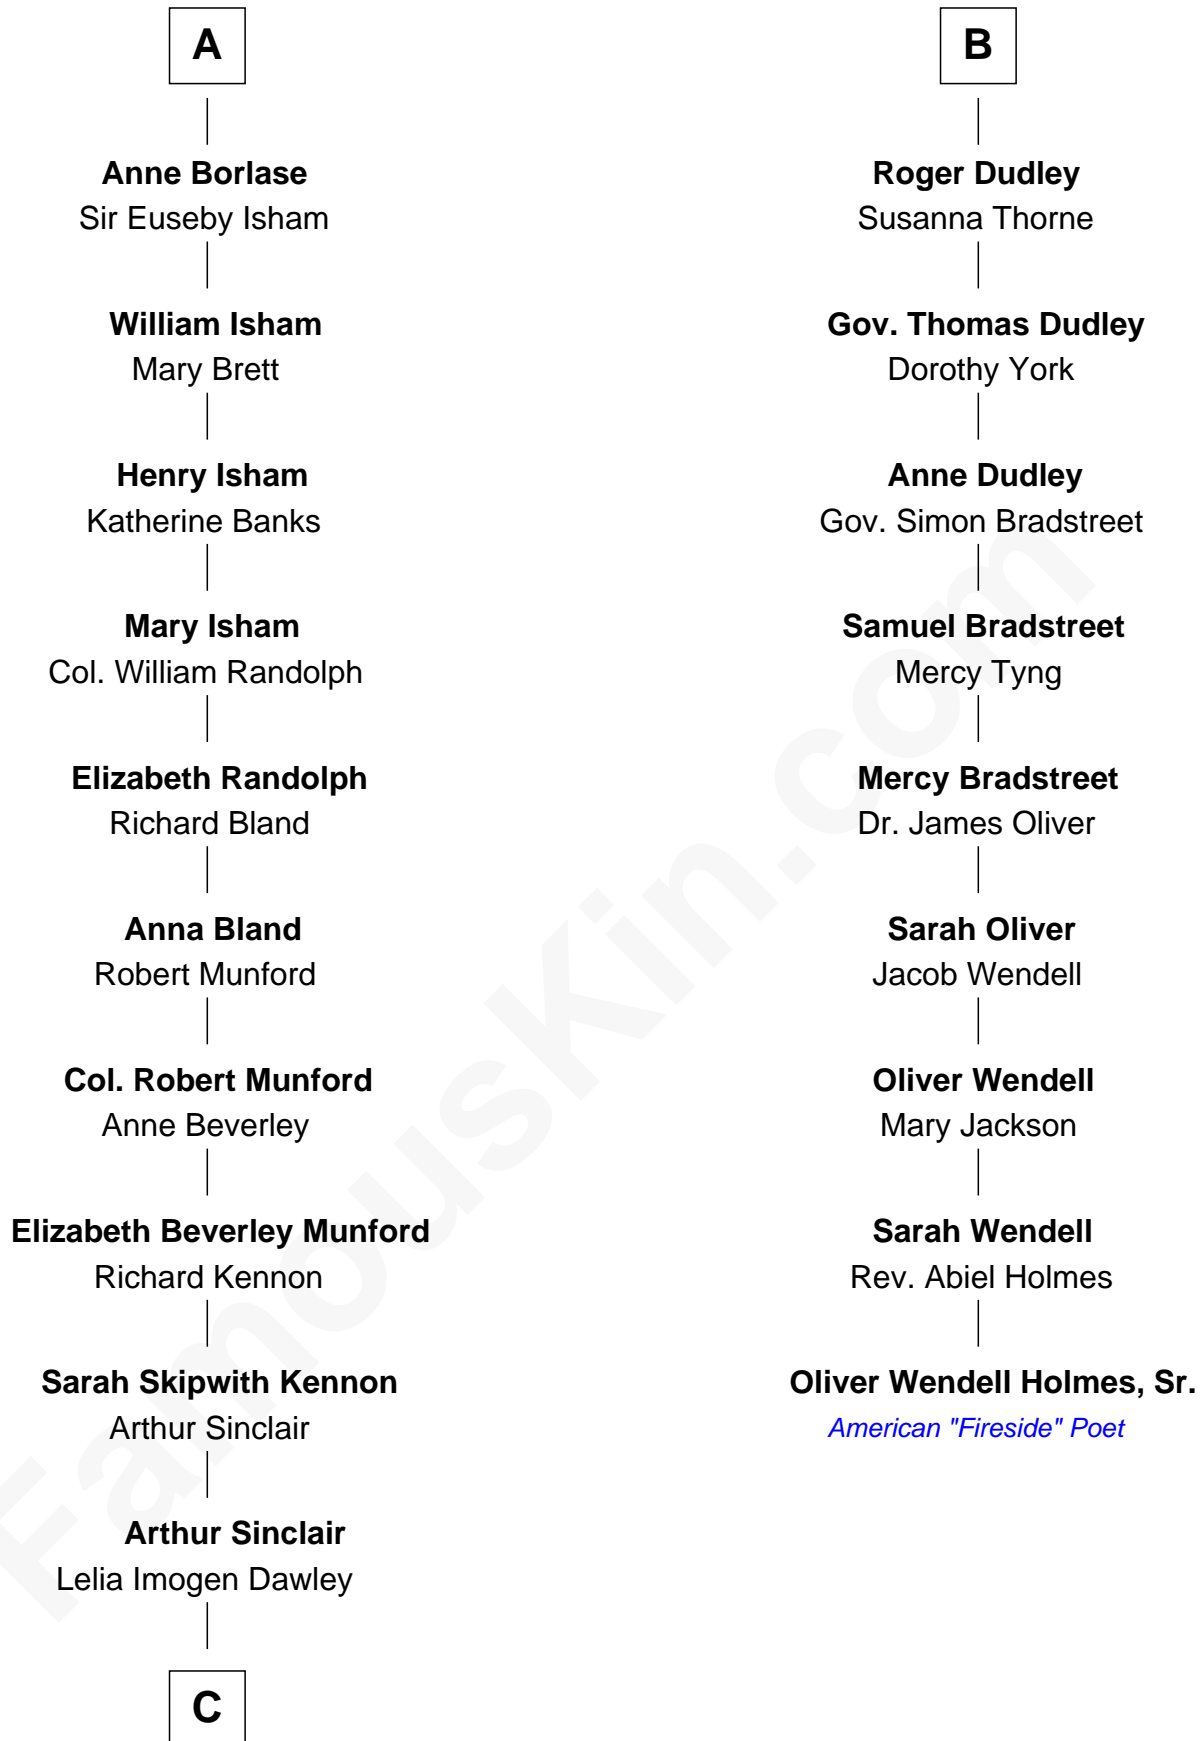 A
Anne Borlase
Sir Euseby Isham
William Isham
Mary Brett
Henry Isham
Katherine Banks
Mary Isham
Col. William Randolph
Elizabeth Randolph
Richard Bland
Anna Bland
Robert Munford
Col. Robert Munford
Anne Beverley
Elizabeth Beverley Munford
Richard Kennon
Sarah Skipwith Kennon
Arthur Sinclair
Arthur Sinclair
Lelia Imogen Dawley
C
B
Roger Dudley
Susanna Thorne
Gov. Thomas Dudley
Dorothy York
Anne Dudley
Gov. Simon Bradstreet
Samuel Bradstreet
Mercy Tyng
Mercy Bradstreet
Dr. James Oliver
Sarah Oliver
Jacob Wendell
Oliver Wendell
Mary Jackson
Sarah Wendell
Rev. Abiel Holmes
Oliver Wendell Holmes, Sr.
American "Fireside" Poet
FamousKin.com